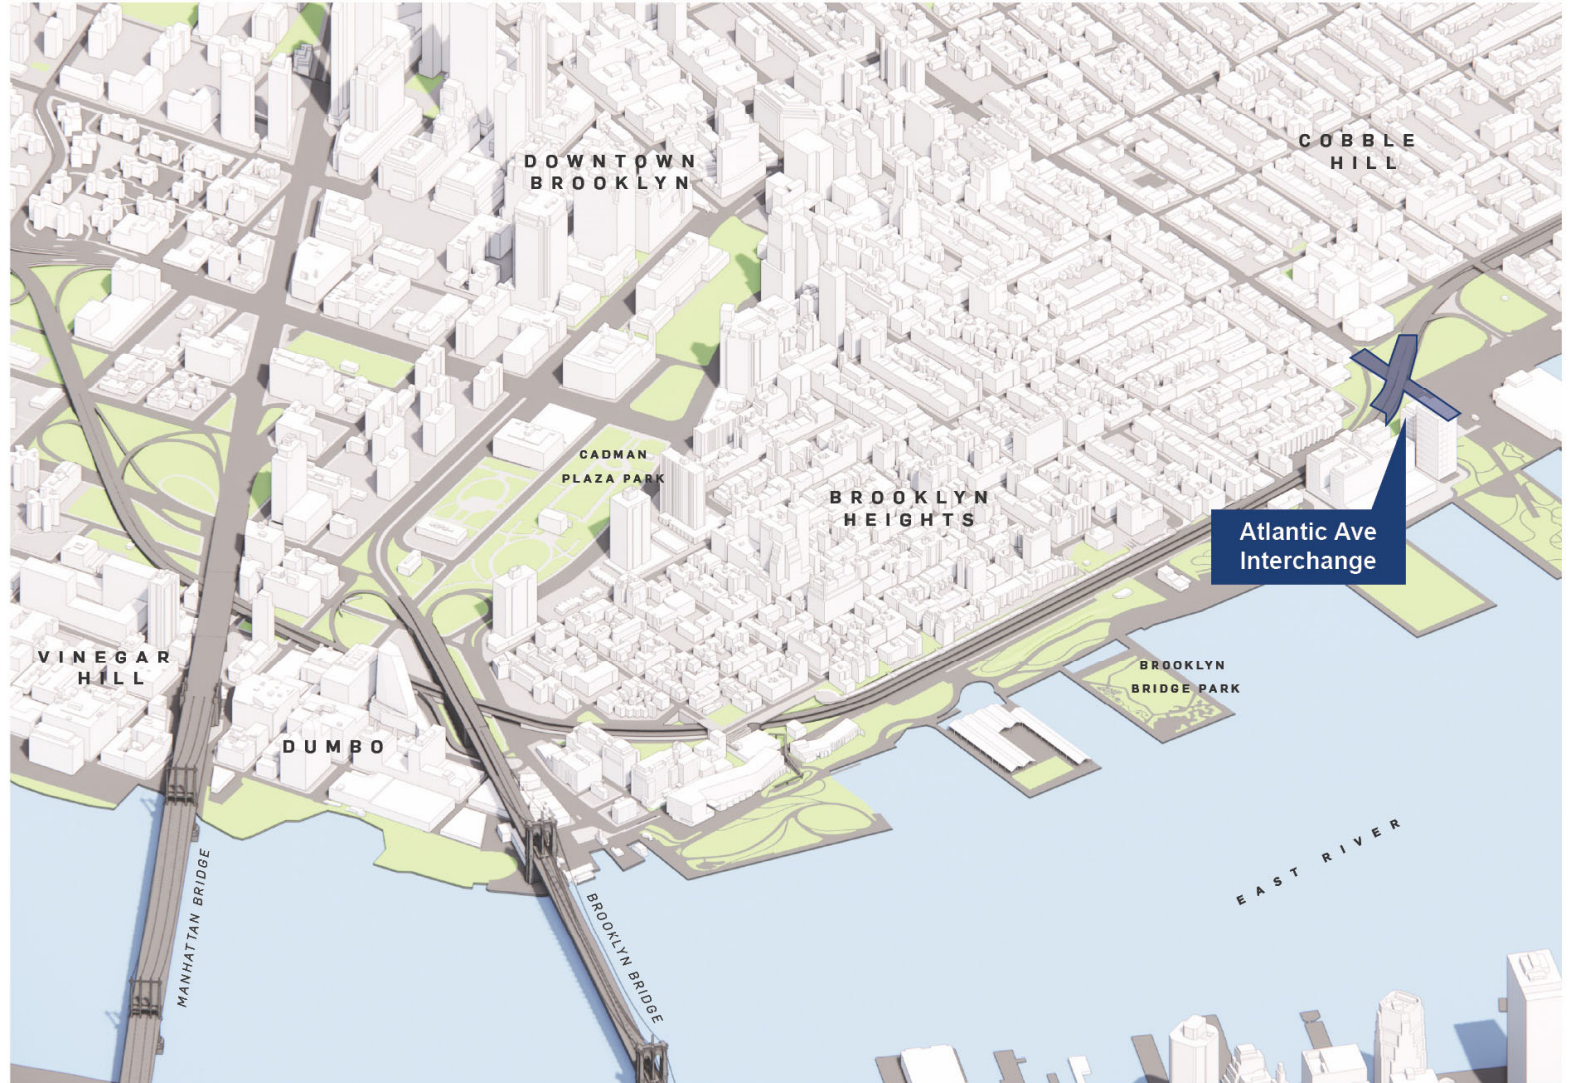 COBBLE
HILL
DOWNTOWN
BROOKLYN
CADMAN
PLAZA PARK
BROOKLYN
HEIGHTS
Atlantic Ave
Interchange
VINEGAR
HILL
BROOKLYN
BRIDGE PARK
DUMBO
EAST RIVER
MANHATTAN BRIDGE
BROOKLYN BRIDGE